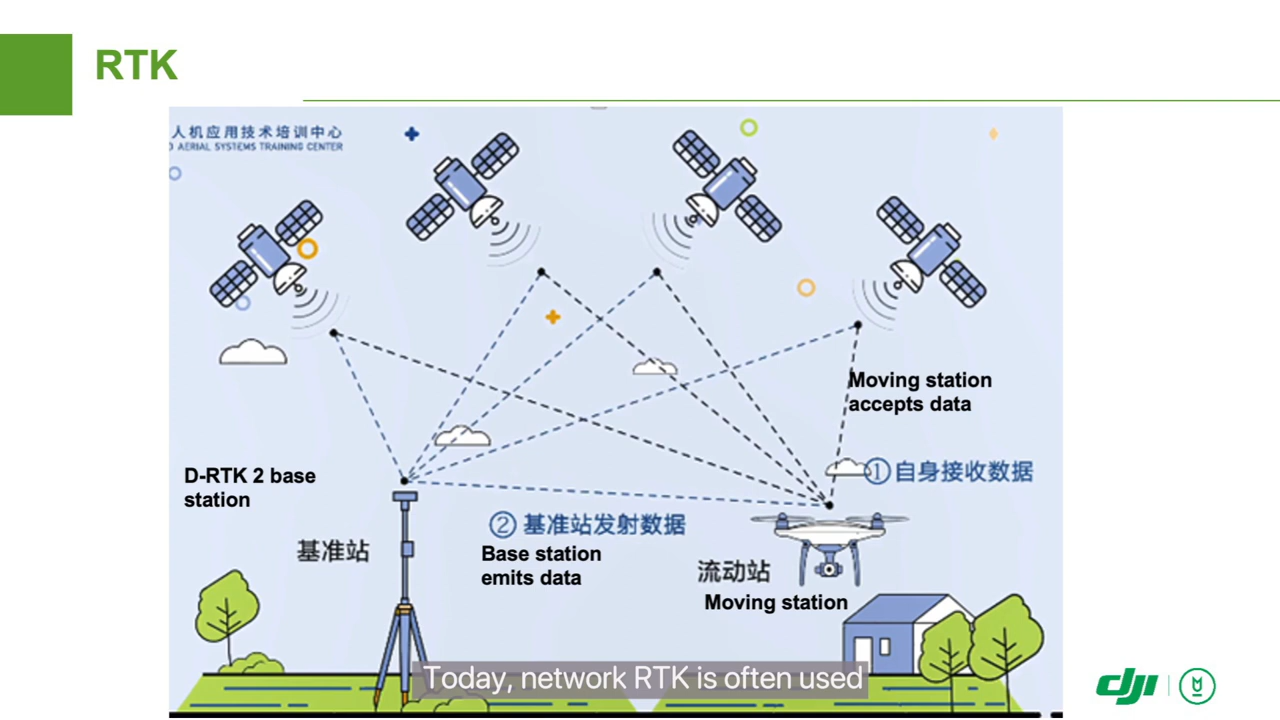 RTK
人机应用技术培训中心
AERIAL SYSTEMS TRAINING CENTER
Moving station
accepts data
①自身接收数据
D-RTK 2 base
station
②基准站发射数据
基准站
Base station
emits data
流动站
Moving station
Today, network RTK is often used
dji